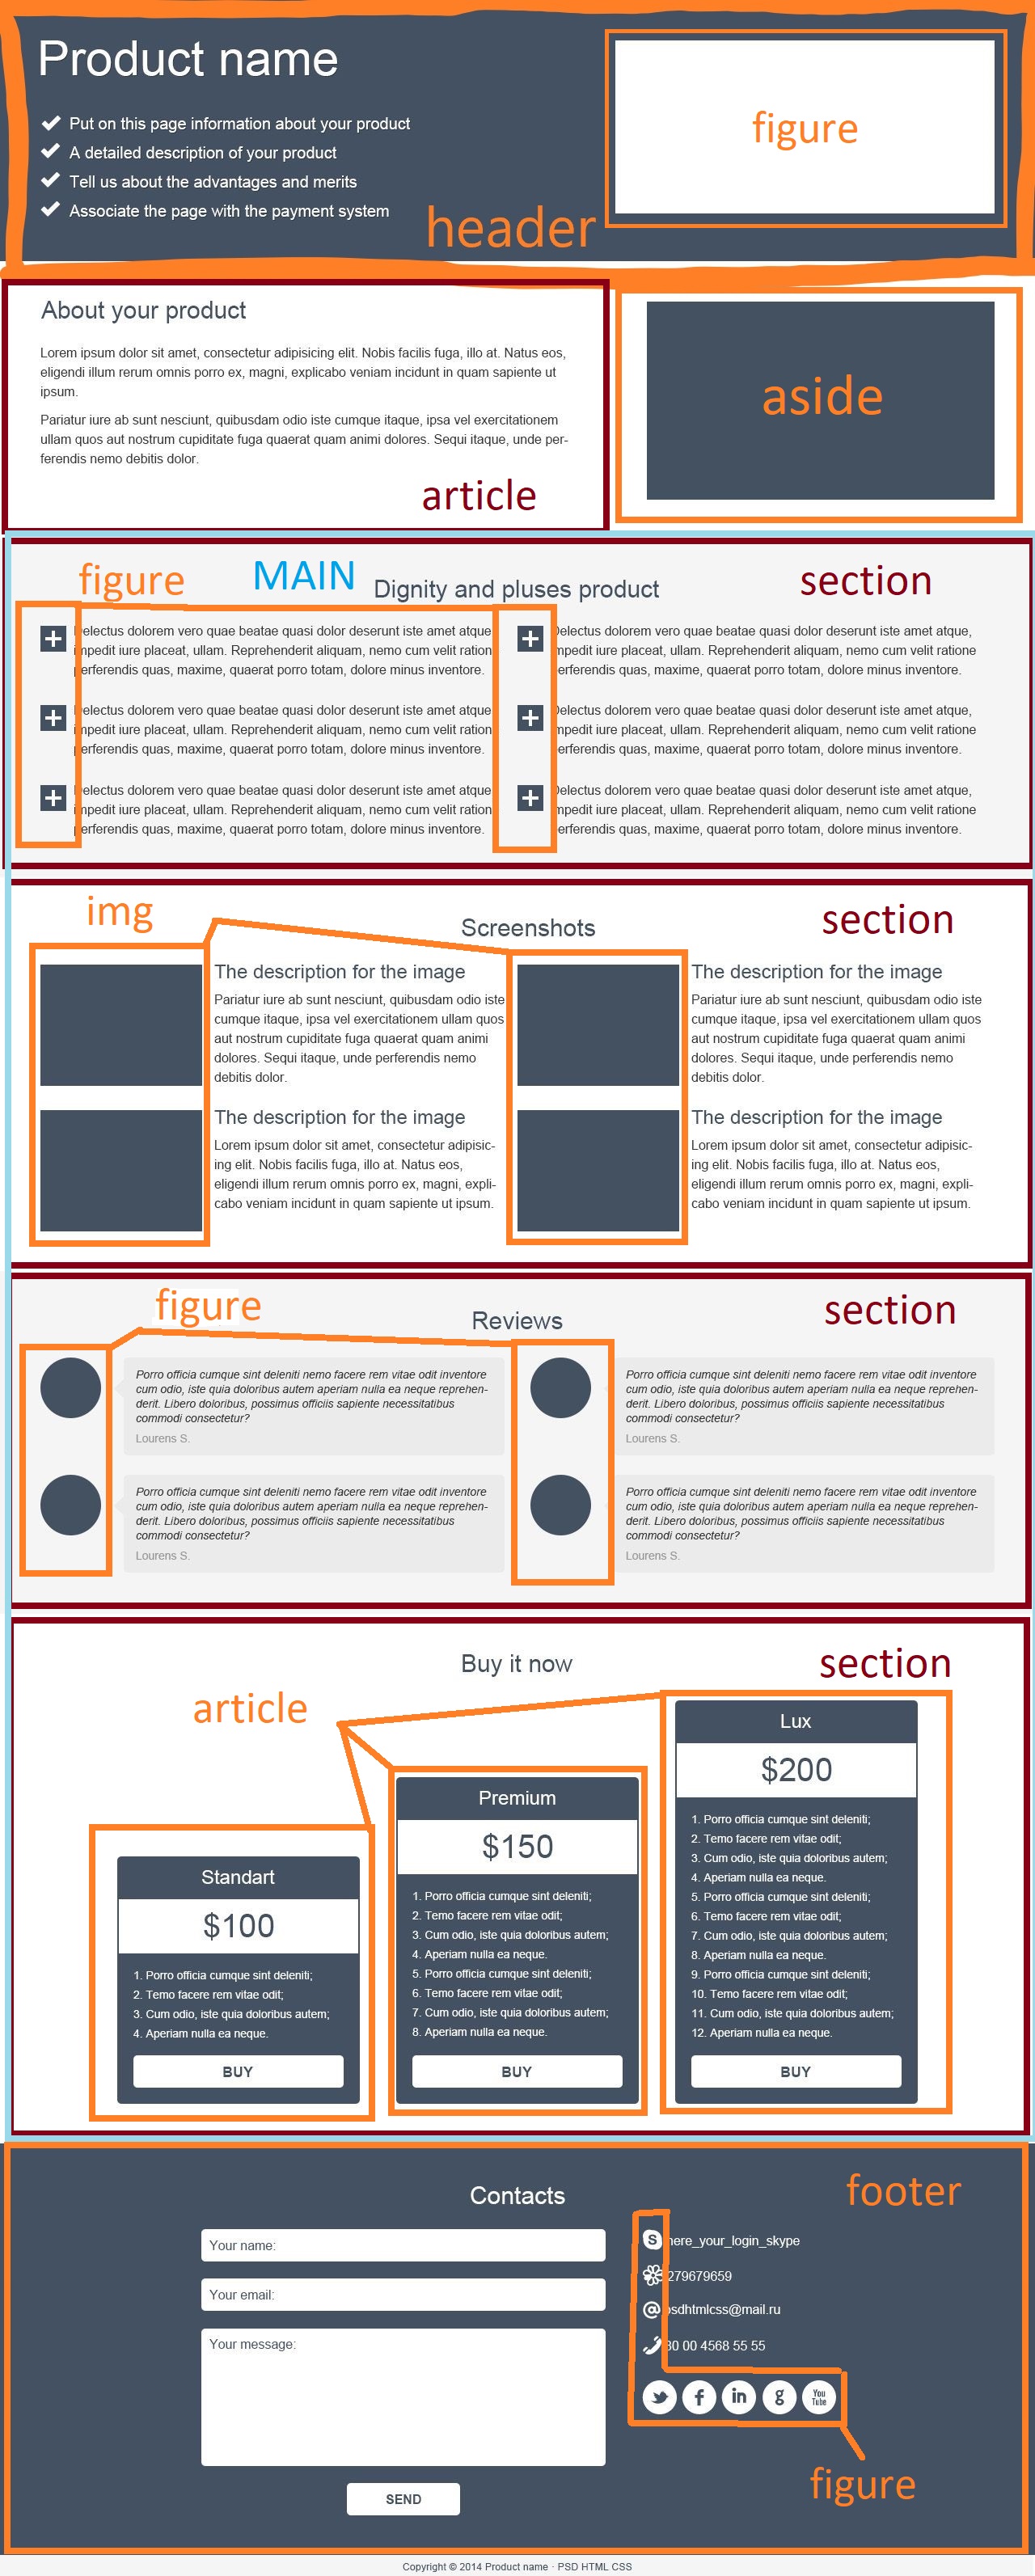 Product name
Put on this page information about your product
A detailed description of your product
Tell us about the advantages and merits
Associate the page with the payment system
header
figure
About your product
Lorem ipsum dolor sit amet, consectetur adipisicing elit. Nobis facilis fuga, illo at. Natus eos,
eligendi illum rerum omnis porro ex, magni, explicabo veniam incidunt in quam sapiente ut
ipsum.
Pariatur iure ab sunt nesciunt, quibusdam odio iste cumque itaque, ipsa vel exercitationem
ullam quos aut nostrum cupiditate fuga quaerat quam animi dolores. Sequi itaque, unde per-
ferendis nemo debitis dolor.
article
aside
figure
MAIN
Dignity and pluses product
section
Delectus dolorem vero quae beatae quasi dolor deserunt iste amet atque
impedit iure placeat, ullam. Reprehenderit aliquam, nemo cum velit ration
perferendis quas, maxime, quaerat porro totam, dolore minus inventore.
Delectus dolorem vero quae beatae quasi dolor deserunt iste amet atque,
impedit iure placeat, ullam. Reprehenderit aliquam, nemo cum velit ratione
perferendis quas, maxime, quaerat porro totam, dolore minus inventore.
Delectus dolorem vero quae beatae quasi dolor deserunt iste amet atque
impedit iure placeat, ullam. Reprehenderit aliquam, nemo cum velit ration
perferendis quas, maxime, quaerat porro totam, dolore minus inventore.
Delectus dolorem vero quae beatae quasi dolor deserunt iste amet atque,
impedit iure placeat, ullam. Reprehenderit aliquam, nemo cum velit ratione
perferendis quas, maxime, quaerat porro totam, dolore minus inventore.
Delectus dolorem vero quae beatae quasi dolor deserunt iste amet atque
impedit iure placeat, ullam. Reprehenderit aliquam, nemo cum velit ration
perferendis quas, maxime, quaerat porro totam, dolore minus inventore.
Delectus dolorem vero quae beatae quasi dolor deserunt iste amet atque,
impedit iure placeat, ullam. Reprehenderit aliquam, nemo cum velit ratione
perferendis quas, maxime, quaerat porro totam, dolore minus inventore.
img
Screenshots
section
The description for the image
Pariatur iure ab sunt nesciunt, quibusdam odio iste
cumque itaque, ipsa vel exercitationem ullam quos
aut nostrum cupiditate fuga quaerat quam animi
dolores. Sequi itaque, unde perferendis nemo
debitis dolor.
The description for the image
Pariatur iure ab sunt nesciunt, quibusdam odio iste
cumque itaque, ipsa vel exercitationem ullam quos
aut nostrum cupiditate fuga quaerat quam animi
dolores. Sequi itaque, unde perferendis nemo
debitis dolor.
The description for the image
Lorem ipsum dolor sit amet, consectetur adipisic-
ing elit. Nobis facilis fuga, illo at. Natus eos,
eligendi illum rerum omnis porro ex, magni, expli-
cabo veniam incidunt in quam sapiente ut ipsum.
The description for the image
Lorem ipsum dolor sit amet, consectetur adipisic-
ing elit. Nobis facilis fuga, illo at. Natus eos,
eligendi illum rerum omnis porro ex, magni, expli-
cabo veniam incidunt in quam sapiente ut ipsum.
figure
Reviews
section
Porro officia cumque sint deleniti nemo facere rem vitae odit inventore
cum odio, iste quia doloribus autem aperiam nulla ea neque reprehen-
derit. Libero doloribus, possimus officiis sapiente necessitatibus
commodi consectetur?
Lourens S.
Porro officia cumque sint deleniti nemo facere rem vitae odit inventore
cum odio, iste quia doloribus autem aperiam nulla ea neque reprehen-
derit. Libero doloribus, possimus officiis sapiente necessitatibus
commodi consectetur?
Lourens S.
Porro officia cumque sint deleniti nemo facere rem vitae odit inventore
cum odio, iste quia doloribus autem aperiam nulla ea neque reprehen-
derit. Libero doloribus, possimus officiis sapiente necessitatibus
commodi consectetur?
Lourens S.
Porro officia cumque sint deleniti nemo facere rem vitae odit inventore
cum odio, iste quia doloribus autem aperiam nulla ea neque reprehen-
derit. Libero doloribus, possimus officiis sapiente necessitatibus
commodi consectetur?
Lourens S.
Buy it now
section
article
Standart
$100
1. Porro officia cumque sint deleniti;
2. Temo facere rem vitae odit;
3. Cum odio, iste quia doloribus autem;
4. Aperiam nulla ea neque.
BUY
Premium
$150
1. Porro officia cumque sint deleniti;
2. Temo facere rem vitae odit;
3. Cum odio, iste quia doloribus autem;
4. Aperiam nulla ea neque.
5. Porro officia cumque sint deleniti;
6. Temo facere rem vitae odit;
7. Cum odio, iste quia doloribus autem;
8. Aperiam nulla ea neque.
BUY
Lux
$200
1. Porro officia cumque sint deleniti;
2. Temo facere rem vitae odit;
3. Cum odio, iste quia doloribus autem;
4. Aperiam nulla ea neque.
5. Porro officia cumque sint deleniti;
6. Temo facere rem vitae odit;
7. Cum odio, iste quia doloribus autem;
8. Aperiam nulla ea neque.
9. Porro officia cumque sint deleniti;
10. Temo facere rem vitae odit;
11. Cum odio, iste quia doloribus autem;
12. Aperiam nulla ea neque.
BUY
footer
Contacts
Your name:
Your email:
Your message:
SEND
here_your_login_skype
279679659
psdhtmlcss@mail.ru
80 00 4568 55 55
f
in
g
You
Tube
figure
Copyright © 2014 Product name · PSD HTML CSS